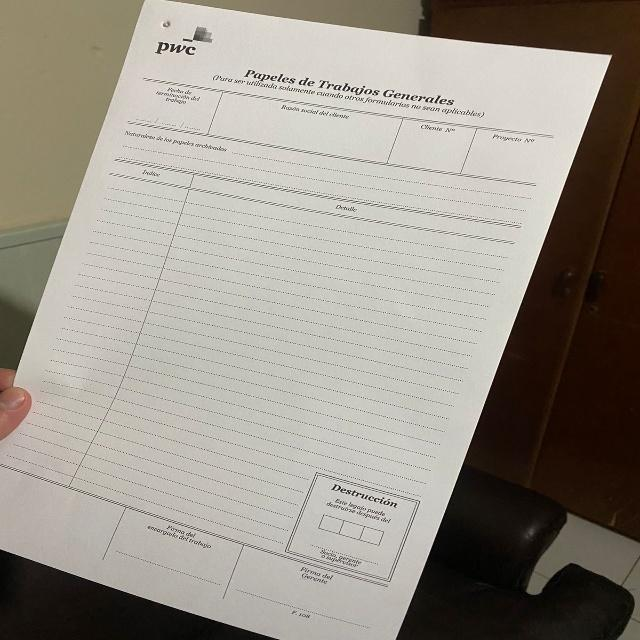 pwc
Papeles de Trabajos Generales
(Para ser utilizada solamente cuando otros formularios no sean aplicables)
Fecha de
terminación del
trabajo
Razón social del cliente
Cliente Nº
Proyecto Nº
Naturaleza de los papeles archivados
Indice
Detalle
Destrucción
Este legajo puede
destruirse después del
Socio, gerente
o supervisor
Firma del
encargado del trabajo
Firma del
Gerente
F. 108